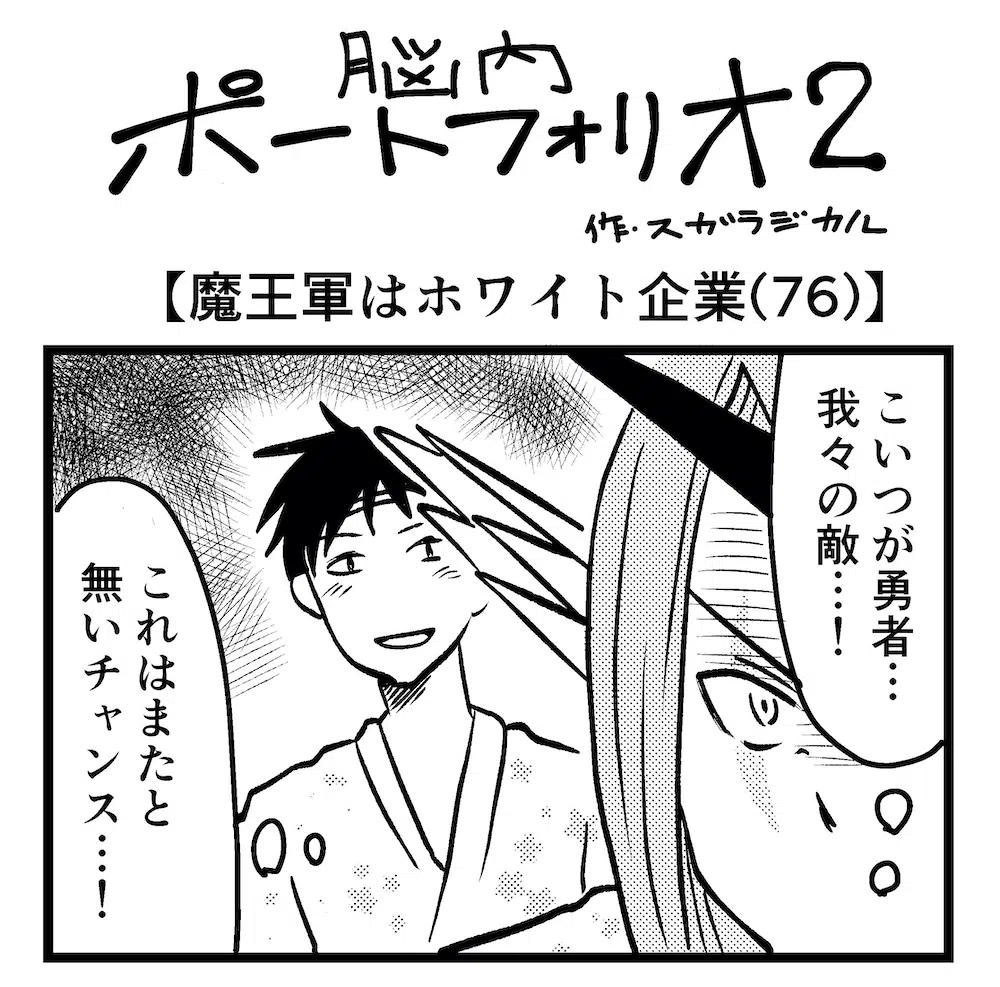 脳内
ポートフォリオ2
作・スガラジカル
【魔王軍はホワイト企業(76)】
こいつが勇者…
我々の敵……!
これはまたと
無いチャンス……!